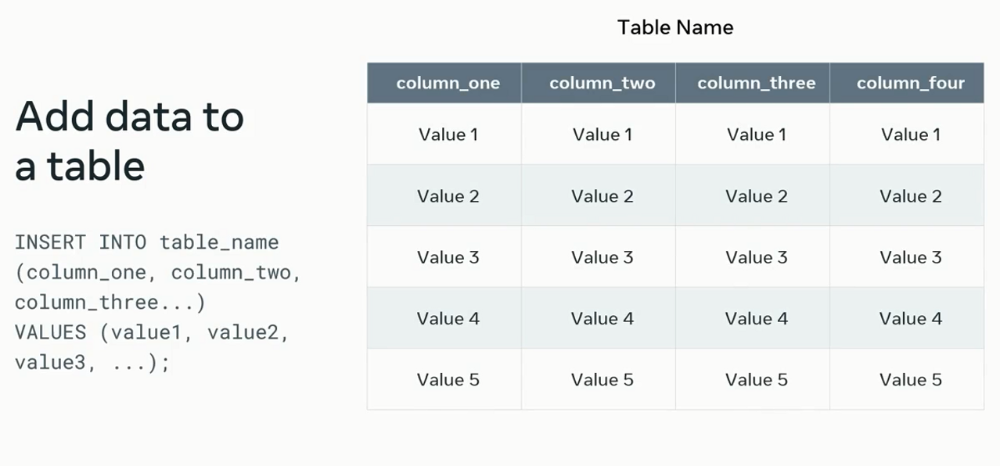 Add data to
a table
INSERT INTO table_name
(column_one, column_two,
column_three...)
VALUES (value1, value2,
value3, ...);
Table Name
column_one column_two column_three column_four
Value 1 Value 1 Value 1 Value 1
Value 2 Value 2 Value 2 Value 2
Value 3 Value 3 Value 3 Value 3
Value 4 Value 4 Value 4 Value 4
Value 5 Value 5 Value 5 Value 5